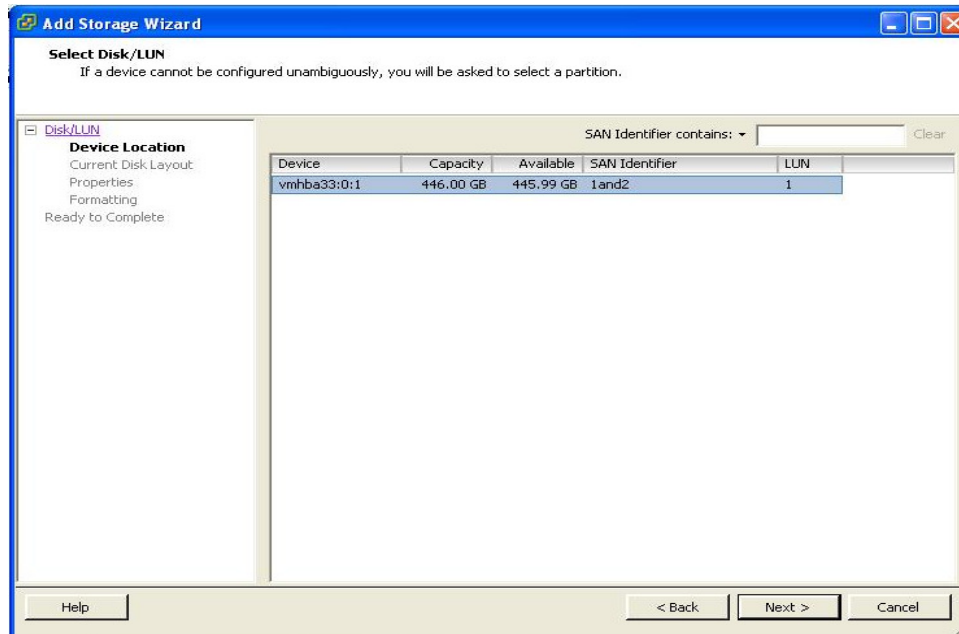 Add Storage Wizard
Select Disk/LUN
If a device cannot be configured unambiguously, you will be asked to select a partition.
Disk/LUN
Device Location
Current Disk Layout
Properties
Formatting
Ready to Complete
SAN Identifier contains: Clear
Device Capacity Available SAN Identifier LUN
vmhba33:0:1 446.00 GB 445.99 GB 1and2 1
Help < Back Next > Cancel